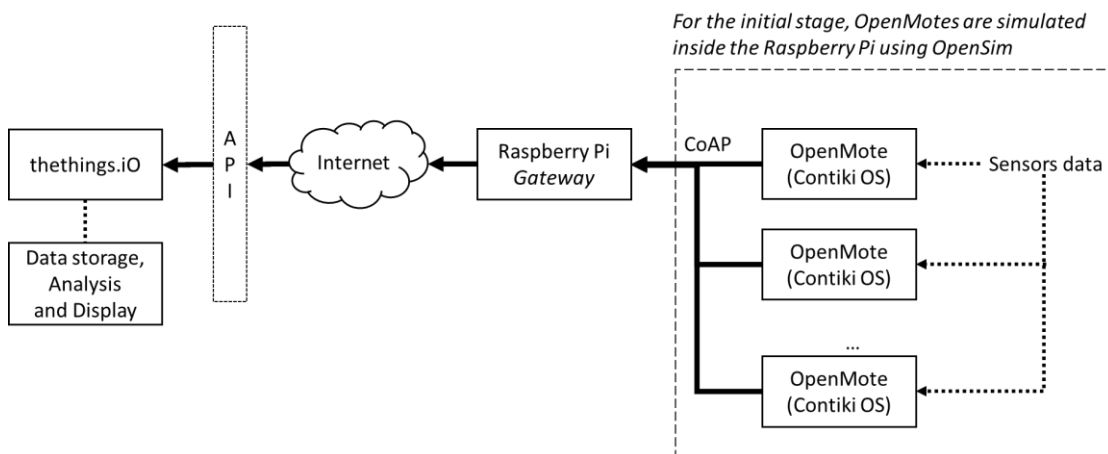 For the initial stage, OpenMotes are simulated
inside the Raspberry Pi using OpenSim
thethings.iO
A
P
I
Internet
Raspberry Pi
Gateway
CoAP
OpenMote
(Contiki OS)
Sensors data
Data storage,
Analysis
and Display
OpenMote
(Contiki OS)
...
OpenMote
(Contiki OS)